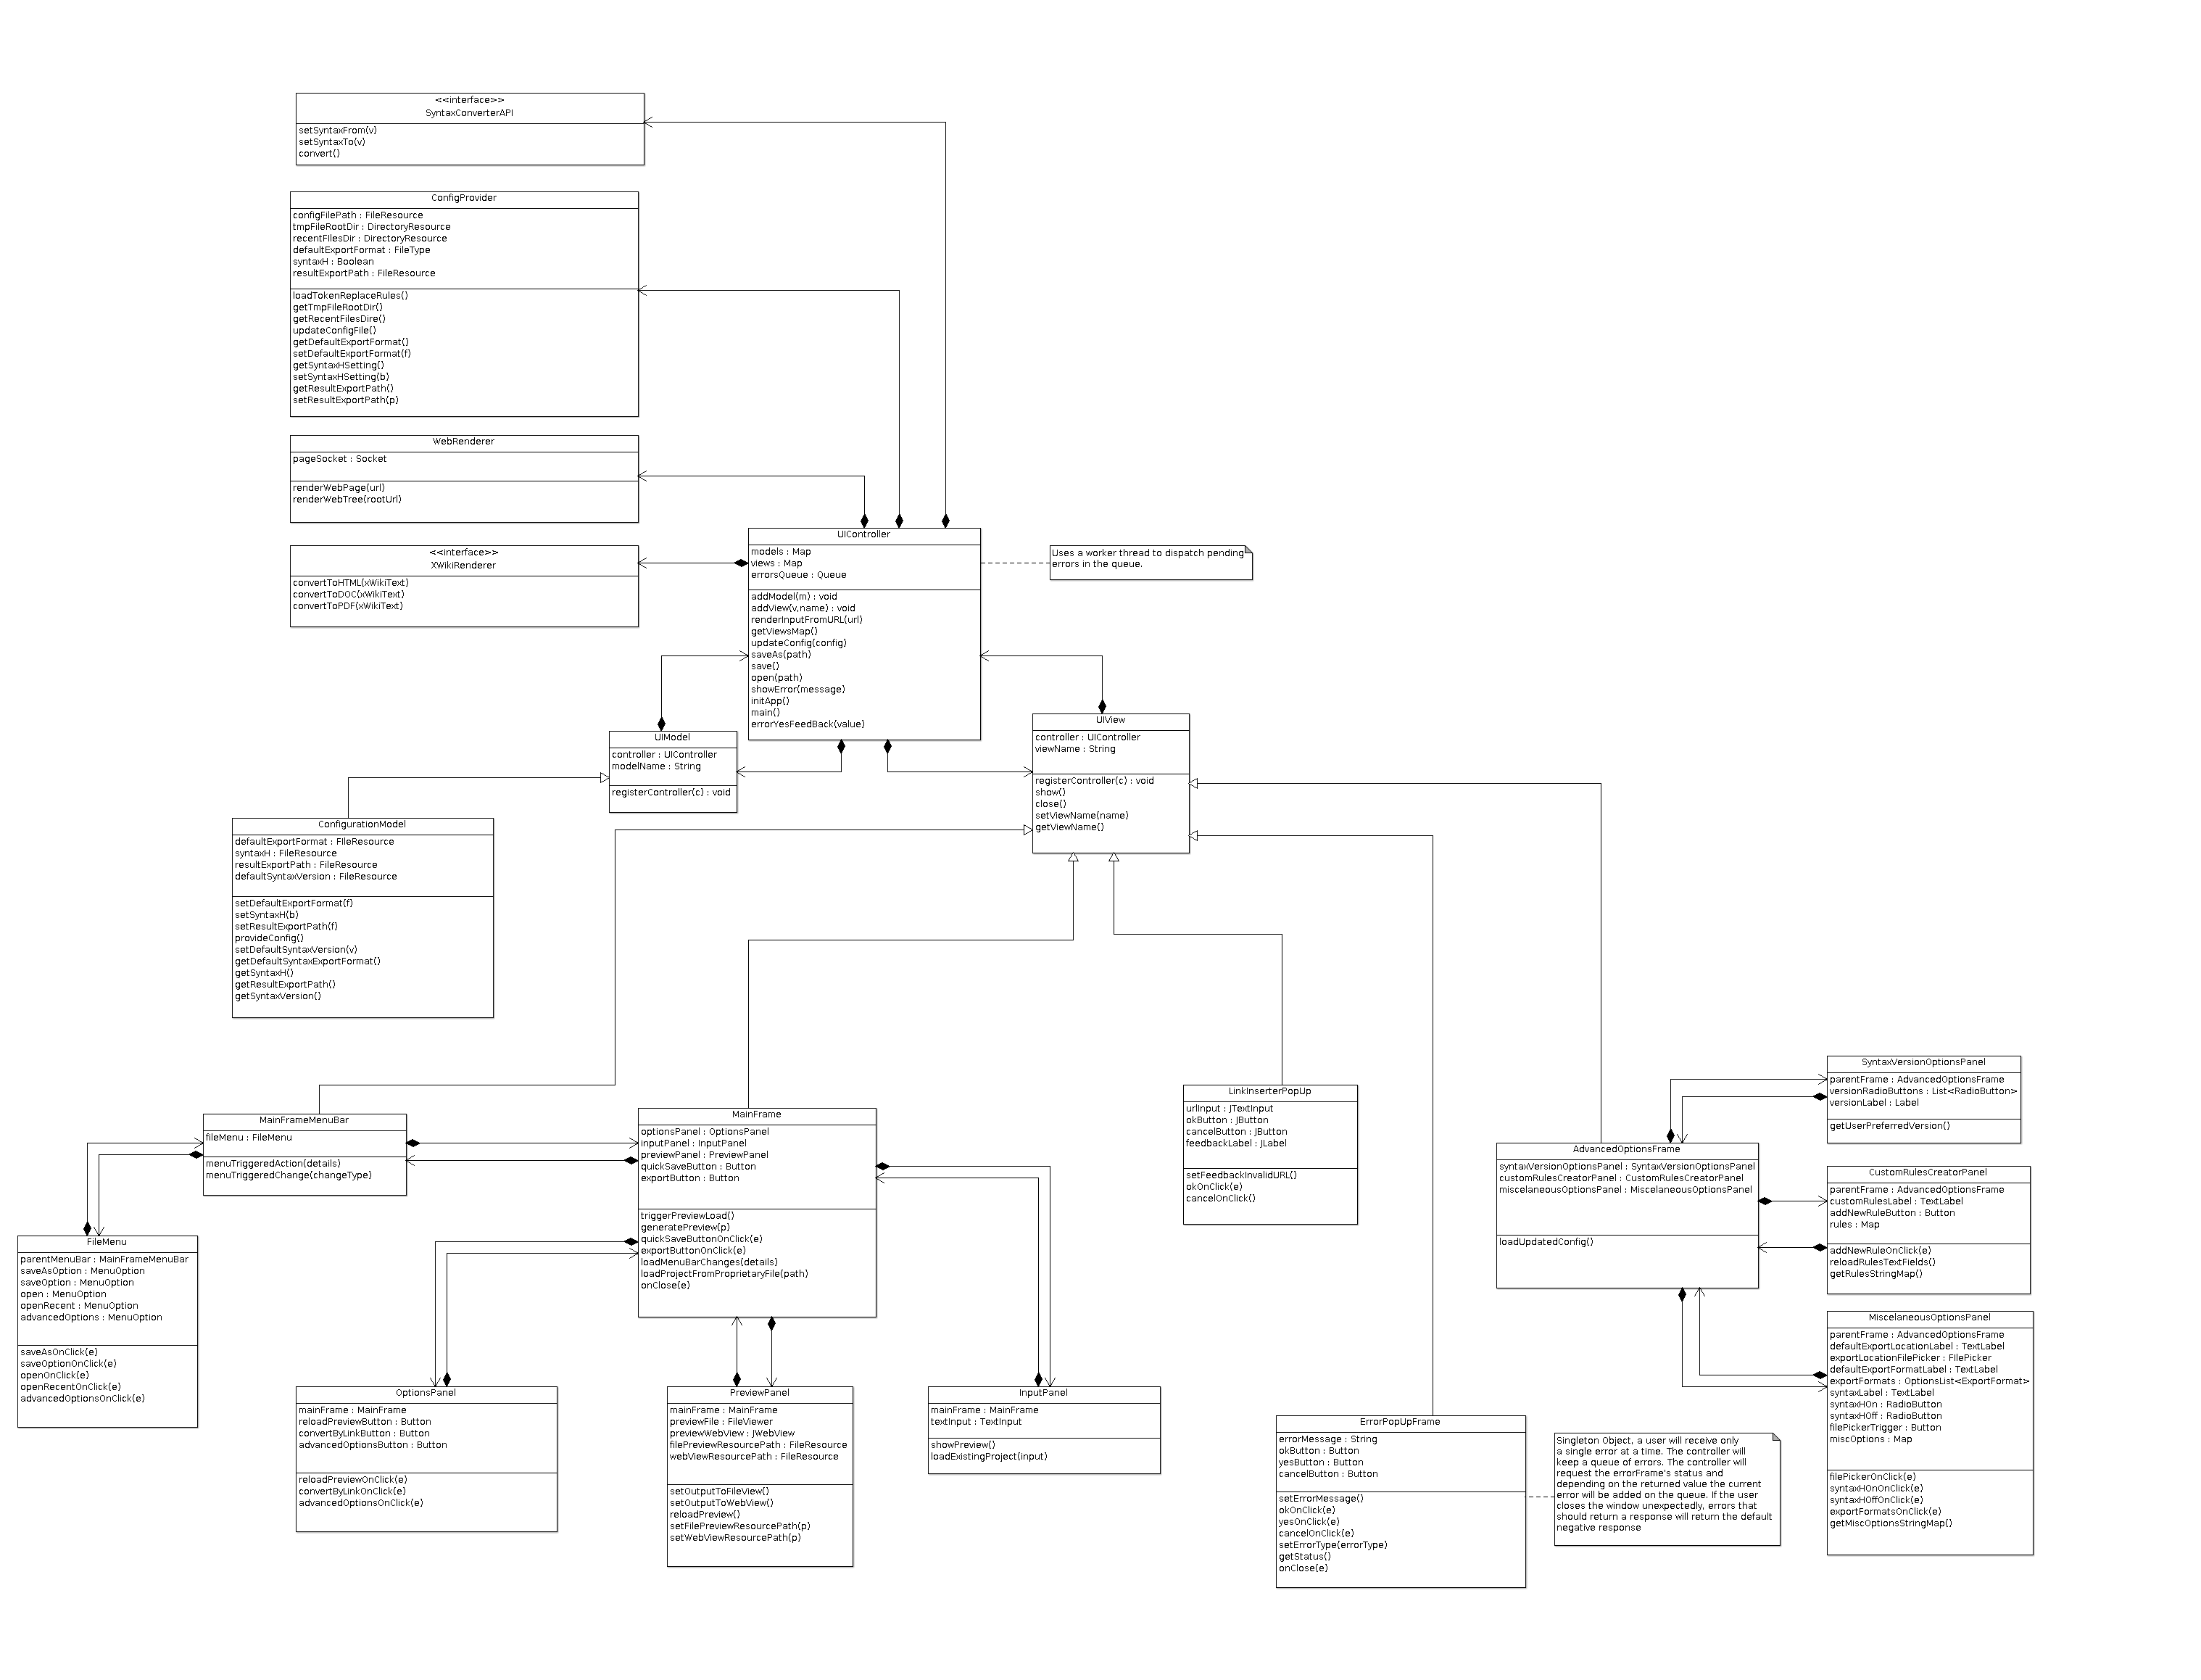 <<interface>>
SyntaxConverterAPI
setSyntaxFrom(v)
setSyntaxTo(v)
convert()
ConfigProvider
configFilePath : FileResource
tmpFileRootDir : DirectoryResource
recentFIlesDir : DirectoryResource
defaultExportFormat : FileType
syntaxH : Boolean
resultExportPath : FileResource
loadTokenReplaceRules()
getTmpFileRootDir()
getRecentFilesDire()
updateConfigFile()
getDefaultExportFormat()
setDefaultExportFormat(f)
getSyntaxHSetting()
setSyntaxHSetting(b)
getResultExportPath()
setResultExportPath(p)
WebRenderer
pageSocket : Socket
renderWebPage(url)
renderWebTree(rootUrl)
<<interface>>
XWikiRenderer
convertToHTML(xWikiText)
convertToDOC(xWikiText)
convertToPDF(xWikiText)
UIController
models : Map
views : Map
errorsQueue : Queue
addModel(m) : void
addView(v,name) : void
renderInputFromURL(url)
getViewsMap()
updateConfig(config)
saveAs(path)
save()
open(path)
showError(message)
initApp()
main()
errorYesFeedBack(value)
Uses a worker thread to dispatch pending
errors in the queue.
UIModel
controller : UIController
modelName : String
registerController(c) : void
UIView
controller : UIController
viewName : String
registerController(c) : void
show()
close()
setViewName(name)
getViewName()
ConfigurationModel
defaultExportFormat : FIleResource
syntaxH : FileResource
resultExportPath : FileResource
defaultSyntaxVersion : FileResource
setDefaultExportFormat(f)
setSyntaxH(b)
setResultExportPath(f)
provideConfig()
setDefaultSyntaxVersion(v)
getDefaultSyntaxExportFormat()
getSyntaxH()
getResultExportPath()
getSyntaxVersion()
MainFrameMenuBar
fileMenu : FileMenu
menuTriggeredAction(details)
menuTriggeredChange(changeType)
FileMenu
parentMenuBar : MainFrameMenuBar
saveAsOption : MenuOption
saveOption : MenuOption
open : MenuOption
openRecent : MenuOption
advancedOptions : MenuOption
saveAsOnClick(e)
saveOptionOnClick(e)
openOnClick(e)
openRecentOnClick(e)
advancedOptionsOnClick(e)
MainFrame
optionsPanel : OptionsPanel
inputPanel : InputPanel
previewPanel : PreviewPanel
quickSaveButton : Button
exportButton : Button
triggerPreviewLoad()
generatePreview(p)
quickSaveButtonOnClick(e)
exportButtonOnClick(e)
loadMenuBarChanges(details)
loadProjectFromProprietaryFile(path)
onClose(e)
OptionsPanel
mainFrame : MainFrame
reloadPreviewButton : Button
convertByLinkButton : Button
advancedOptionsButton : Button
reloadPreviewOnClick(e)
convertByLinkOnClick(e)
advancedOptionsOnClick(e)
PreviewPanel
mainFrame : MainFrame
previewFile : FileViewer
previewWebView : JWebView
filePreviewResourcePath : FileResource
webViewResourcePath : FileResource
setOutputToFileView()
setOutputToWebView()
reloadPreview()
setFilePreviewResourcePath(p)
setWebViewResourcePath(p)
InputPanel
mainFrame : MainFrame
textInput : TextInput
showPreview()
loadExistingProject(input)
LinkInserterPopUp
urlInput : JTextInput
okButton : JButton
cancelButton : JButton
feedbackLabel : JLabel
setFeedbackInvalidURL()
okOnClick(e)
cancelOnClick()
ErrorPopUpFrame
errorMessage : String
okButton : Button
yesButton : Button
cancelButton : Button
setErrorMessage()
okOnClick(e)
yesOnClick(e)
cancelOnClick(e)
setErrorType(errorType)
getStatus()
onClose(e)
Singleton Object, a user will receive only
a single error at a time. The controller will
keep a queue of errors. The controller will
request the errorFrame's status and
depending on the returned value the current
error will be added on the queue. If the user
closes the window unexpectedly, errors that
should return a response will return the default
negative response
AdvancedOptionsFrame
syntaxVersionOptionsPanel : SyntaxVersionOptionsPanel
customRulesCreatorPanel : CustomRulesCreatorPanel
miscelaneousOptionsPanel : MiscelaneousOptionsPanel
loadUpdatedConfig()
SyntaxVersionOptionsPanel
parentFrame : AdvancedOptionsFrame
versionRadioButtons : List<RadioButton>
versionLabel : Label
getUserPreferredVersion()
CustomRulesCreatorPanel
parentFrame : AdvancedOptionsFrame
customRulesLabel : TextLabel
addNewRuleButton : Button
rules : Map
addNewRuleOnClick(e)
reloadRulesTextFields()
getRulesStringMap()
MiscelaneousOptionsPanel
parentFrame : AdvancedOptionsFrame
defaultExportLocationLabel : TextLabel
exportLocationFilePicker : FIlePicker
defaultExportFormatLabel : TextLabel
exportFormats : OptionsList<ExportFormat>
syntaxLabel : TextLabel
syntaxHOn : RadioButton
syntaxHOff : RadioButton
filePickerTrigger : Button
miscOptions : Map
filePickerOnClick(e)
syntaxHOnOnClick(e)
syntaxHOffOnClick(e)
exportFormatsOnClick(e)
getMiscOptionsStringMap()